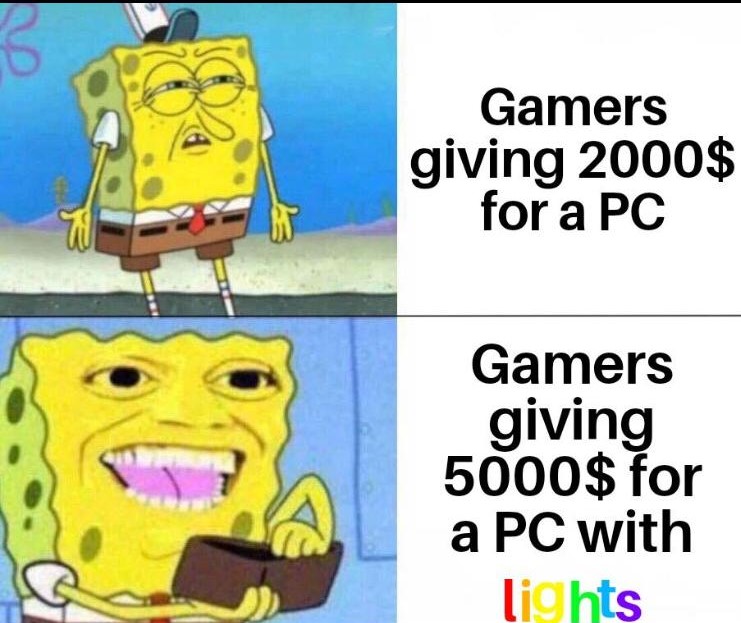 Gamers
giving 2000$
for a PC
Gamers
giving
5000$ for
a PC with
lights